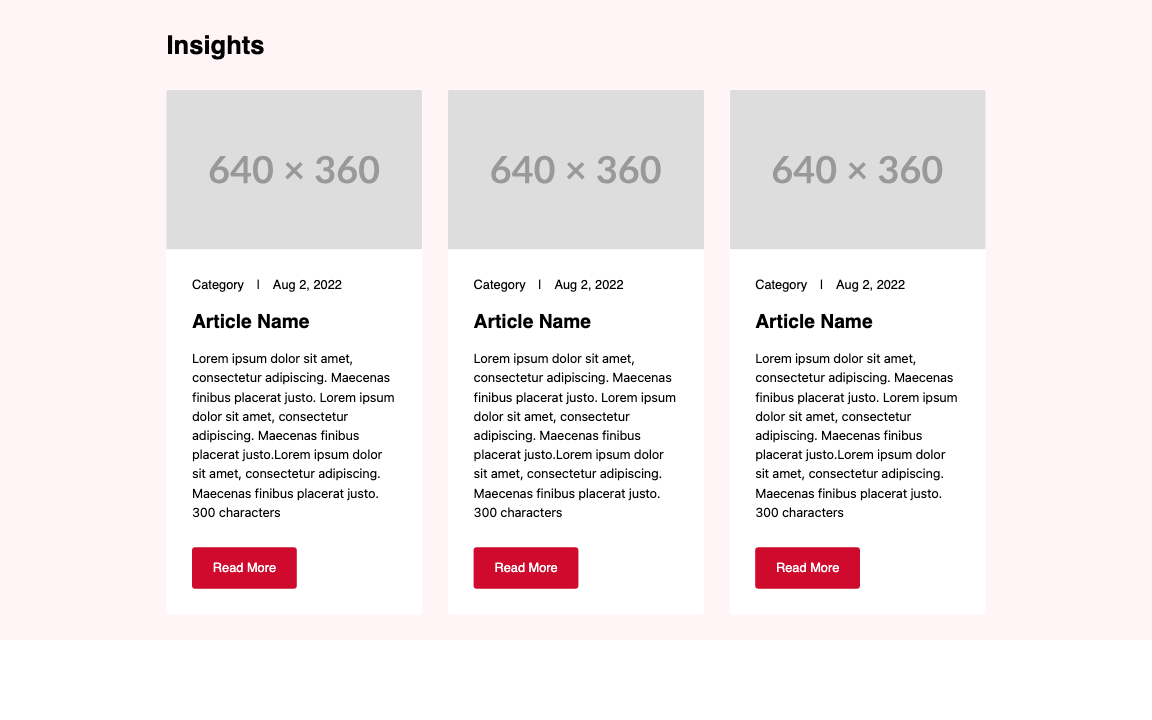 Insights
640 × 360
Category | Aug 2, 2022
Article Name
Lorem ipsum dolor sit amet,
consectetur adipiscing. Maecenas
finibus placerat justo. Lorem ipsum
dolor sit amet, consectetur
adipiscing. Maecenas finibus
placerat justo.Lorem ipsum dolor
sit amet, consectetur adipiscing.
Maecenas finibus placerat justo.
300 characters
Read More
640 × 360
Category | Aug 2, 2022
Article Name
Lorem ipsum dolor sit amet,
consectetur adipiscing. Maecenas
finibus placerat justo. Lorem ipsum
dolor sit amet, consectetur
adipiscing. Maecenas finibus
placerat justo.Lorem ipsum dolor
sit amet, consectetur adipiscing.
Maecenas finibus placerat justo.
300 characters
Read More
640 × 360
Category | Aug 2, 2022
Article Name
Lorem ipsum dolor sit amet,
consectetur adipiscing. Maecenas
finibus placerat justo. Lorem ipsum
dolor sit amet, consectetur
adipiscing. Maecenas finibus
placerat justo.Lorem ipsum dolor
sit amet, consectetur adipiscing.
Maecenas finibus placerat justo.
300 characters
Read More